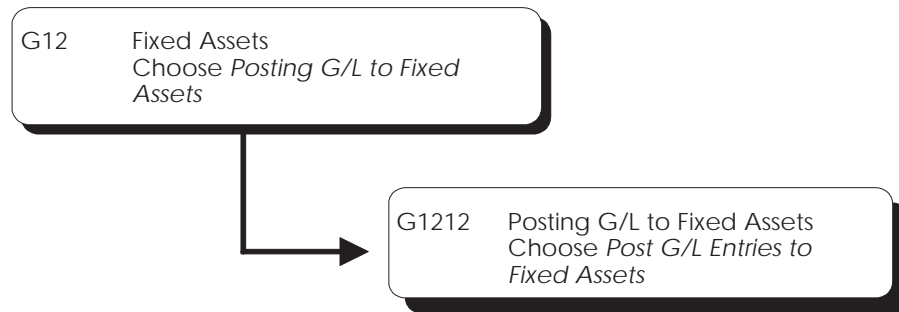 G12 Fixed Assets
Choose Posting G/L to Fixed
Assets
G1212 Posting G/L to Fixed Assets
Choose Post G/L Entries to
Fixed Assets